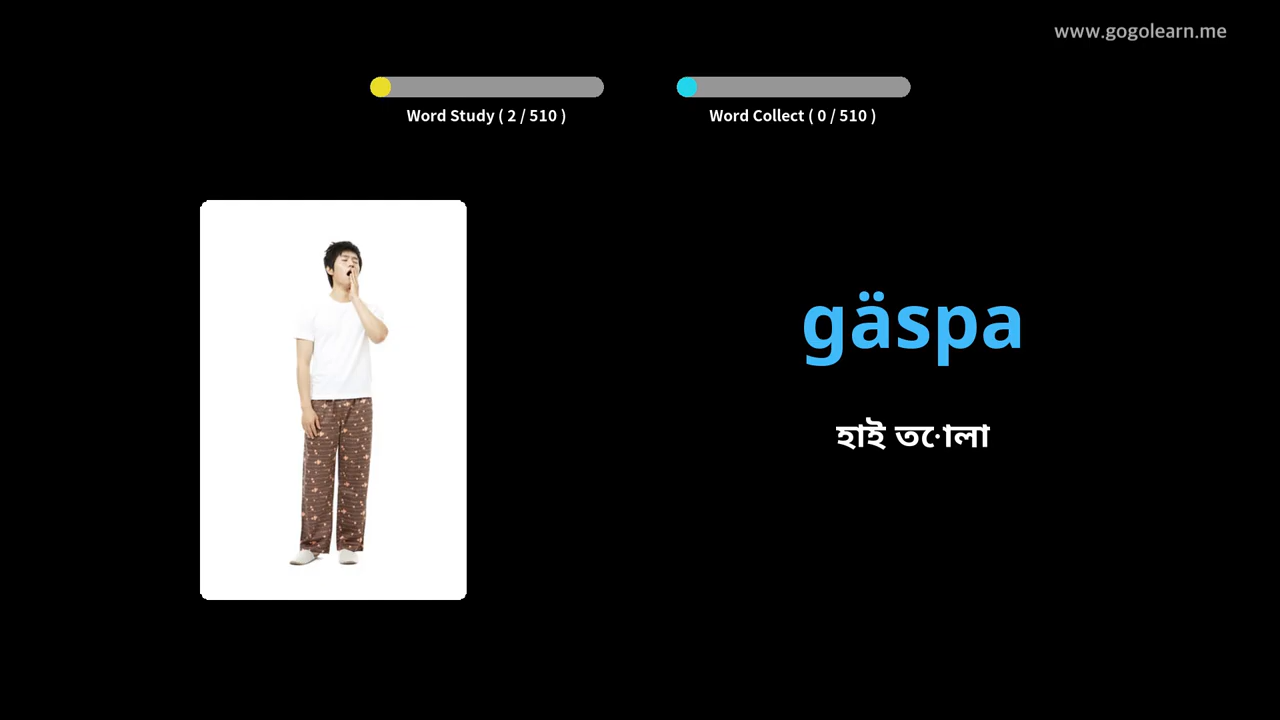 www.gogolearn.me
Word Study ( 2 / 510 )
Word Collect ( 0 / 510 )
gäspa
হাই তোলা